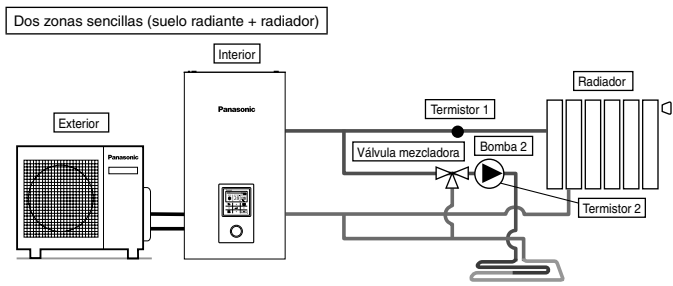 Dos zonas sencillas (suelo radiante + radiador)
Interior
Radiador
Panasonic
Termistor 1
Exterior
Válvula mezcladora
Bomba 2
Panasonic
Termistor 2